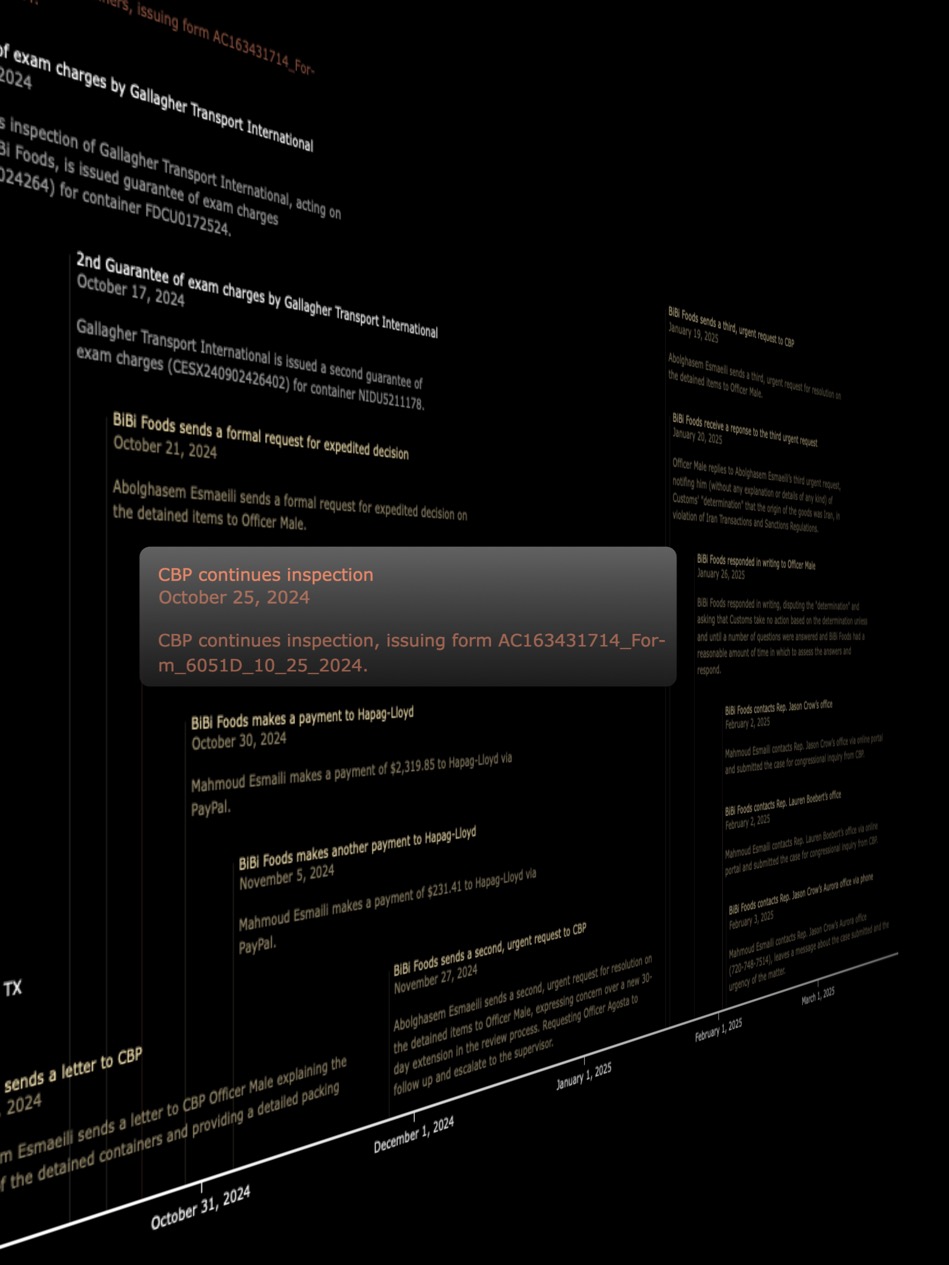 ers, issuing form AC163431714_For-
of exam charges by Gallagher Transport International
2024
s inspection of Gallagher Transport International, acting on
Bi Foods, is issued guarantee of exam charges
024264) for container FDCU0172524.
2nd Guarantee of exam charges by Gallagher Transport International
October 17, 2024
Gallagher Transport International is issued a second guarantee of
exam charges (CESX240902426402) for container NIDU5211178.
BiBi Foods sends a formal request for expedited decision
October 21, 2024
Abolghasem Esmaeili sends a formal request for expedited decision on
the detained items to Officer Male.
CBP continues inspection
October 25, 2024
CBP continues inspection, issuing form AC163431714_For-
m_6051D_10_25_2024.
BiBi Foods makes a payment to Hapag-Lloyd
October 30, 2024
Mahmoud Esmaili makes a payment of $2,319.85 to Hapag-Lloyd via
PayPal.
BiBi Foods makes another payment to Hapag-Lloyd
November 5, 2024
Mahmoud Esmaili makes a payment of $231.41 to Hapag-Lloyd via
PayPal.
TX
sends a letter to CBP
, 2024
m Esmaeili sends a letter to CBP Officer Male explaining the
f the detained containers and providing a detailed packing
BiBi Foods sends a second, urgent request to CBP
November 27, 2024
Abolghasem Esmaeili sends a second, urgent request for resolution on
the detained items to Officer Male, expressing concern over a new 30-
day extension in the review process. Requesting Officer Agosta to
follow up and escalate to the supervisor.
BiBi Foods sends a third, urgent request to CBP
January 19, 2025
Abolghasem Esmaeili sends a third, urgent request for resolution on
the detained items to Officer Male.
BiBi Foods receive a reponse to the third urgent request
January 20, 2025
Officer Male replies to Abolghasem Esmaeili's third urgent request,
notifing him (without any explanation or details of any kind) of
Customs' "determination" that the origin of the goods was Iran, in
violation of Iran Transactions and Sanctions Regulations.
BiBi Foods responded in writing to Officer Male
January 26, 2025
BiBi Foods responded in writing, disputing the "determination" and
asking that Customs take no action based on the determination unless
and until a number of questions were answered and BiBi Foods had a
reasonable amount of time in which to assess the answers and
respond.
BiBi Foods contacts Rep. Jason Crow's office
February 2, 2025
Mahmoud Esmaili contacts Rep. Jason Crow's office via online portal
and submitted the case for congressional inquiry from CBP.
BiBi Foods contacts Rep. Lauren Boebert's office
February 2, 2025
Mahmoud Esmaili contacts Rep. Lauren Boebert's office via online
portal and submitted the case for congressional inquiry from CBP.
BiBi Foods contacts Rep. Jason Crow's Aurora office via phone
February 3, 2025
Mahmoud Esmaili contacts Rep. Jason Crow's Aurora office
(720-748-7514), leaves a message about the case submitted and the
urgency of the matter.
October 31, 2024
December 1, 2024
January 1, 2025
February 1, 2025
March 1, 2025